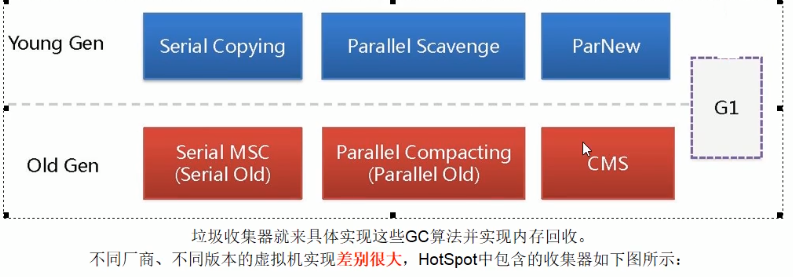 Young Gen
Serial Copying
Parallel Scavenge
ParNew
G1
Old Gen
Serial MSC
(Serial Old)
Parallel Compacting
(Parallel Old)
CMS
垃圾收集器就来具体实现这些GC算法并实现内存回收。
不同厂商、不同版本的虚拟机实现差别很大，HotSpot中包含的收集器如下图所示：